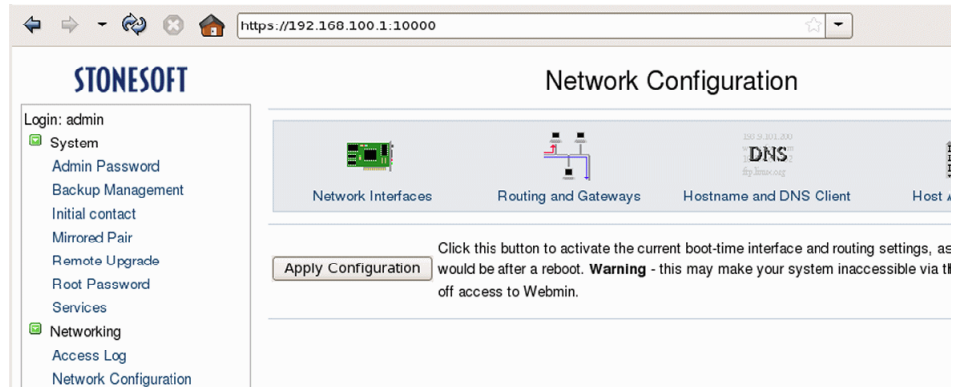 https://192.168.100.1:10000
STONESOFT
Network Configuration
Login: admin
System
Admin Password
Backup Management
Initial contact
Mirrored Pair
Remote Upgrade
Root Password
Services
Networking
Access Log
Network Configuration
DNS
Network Interfaces
Routing and Gateways
Hostname and DNS Client
Host
Apply Configuration
Click this button to activate the current boot-time interface and routing settings, as
would be after a reboot. Warning - this may make your system inaccessible via
off access to Webmin.